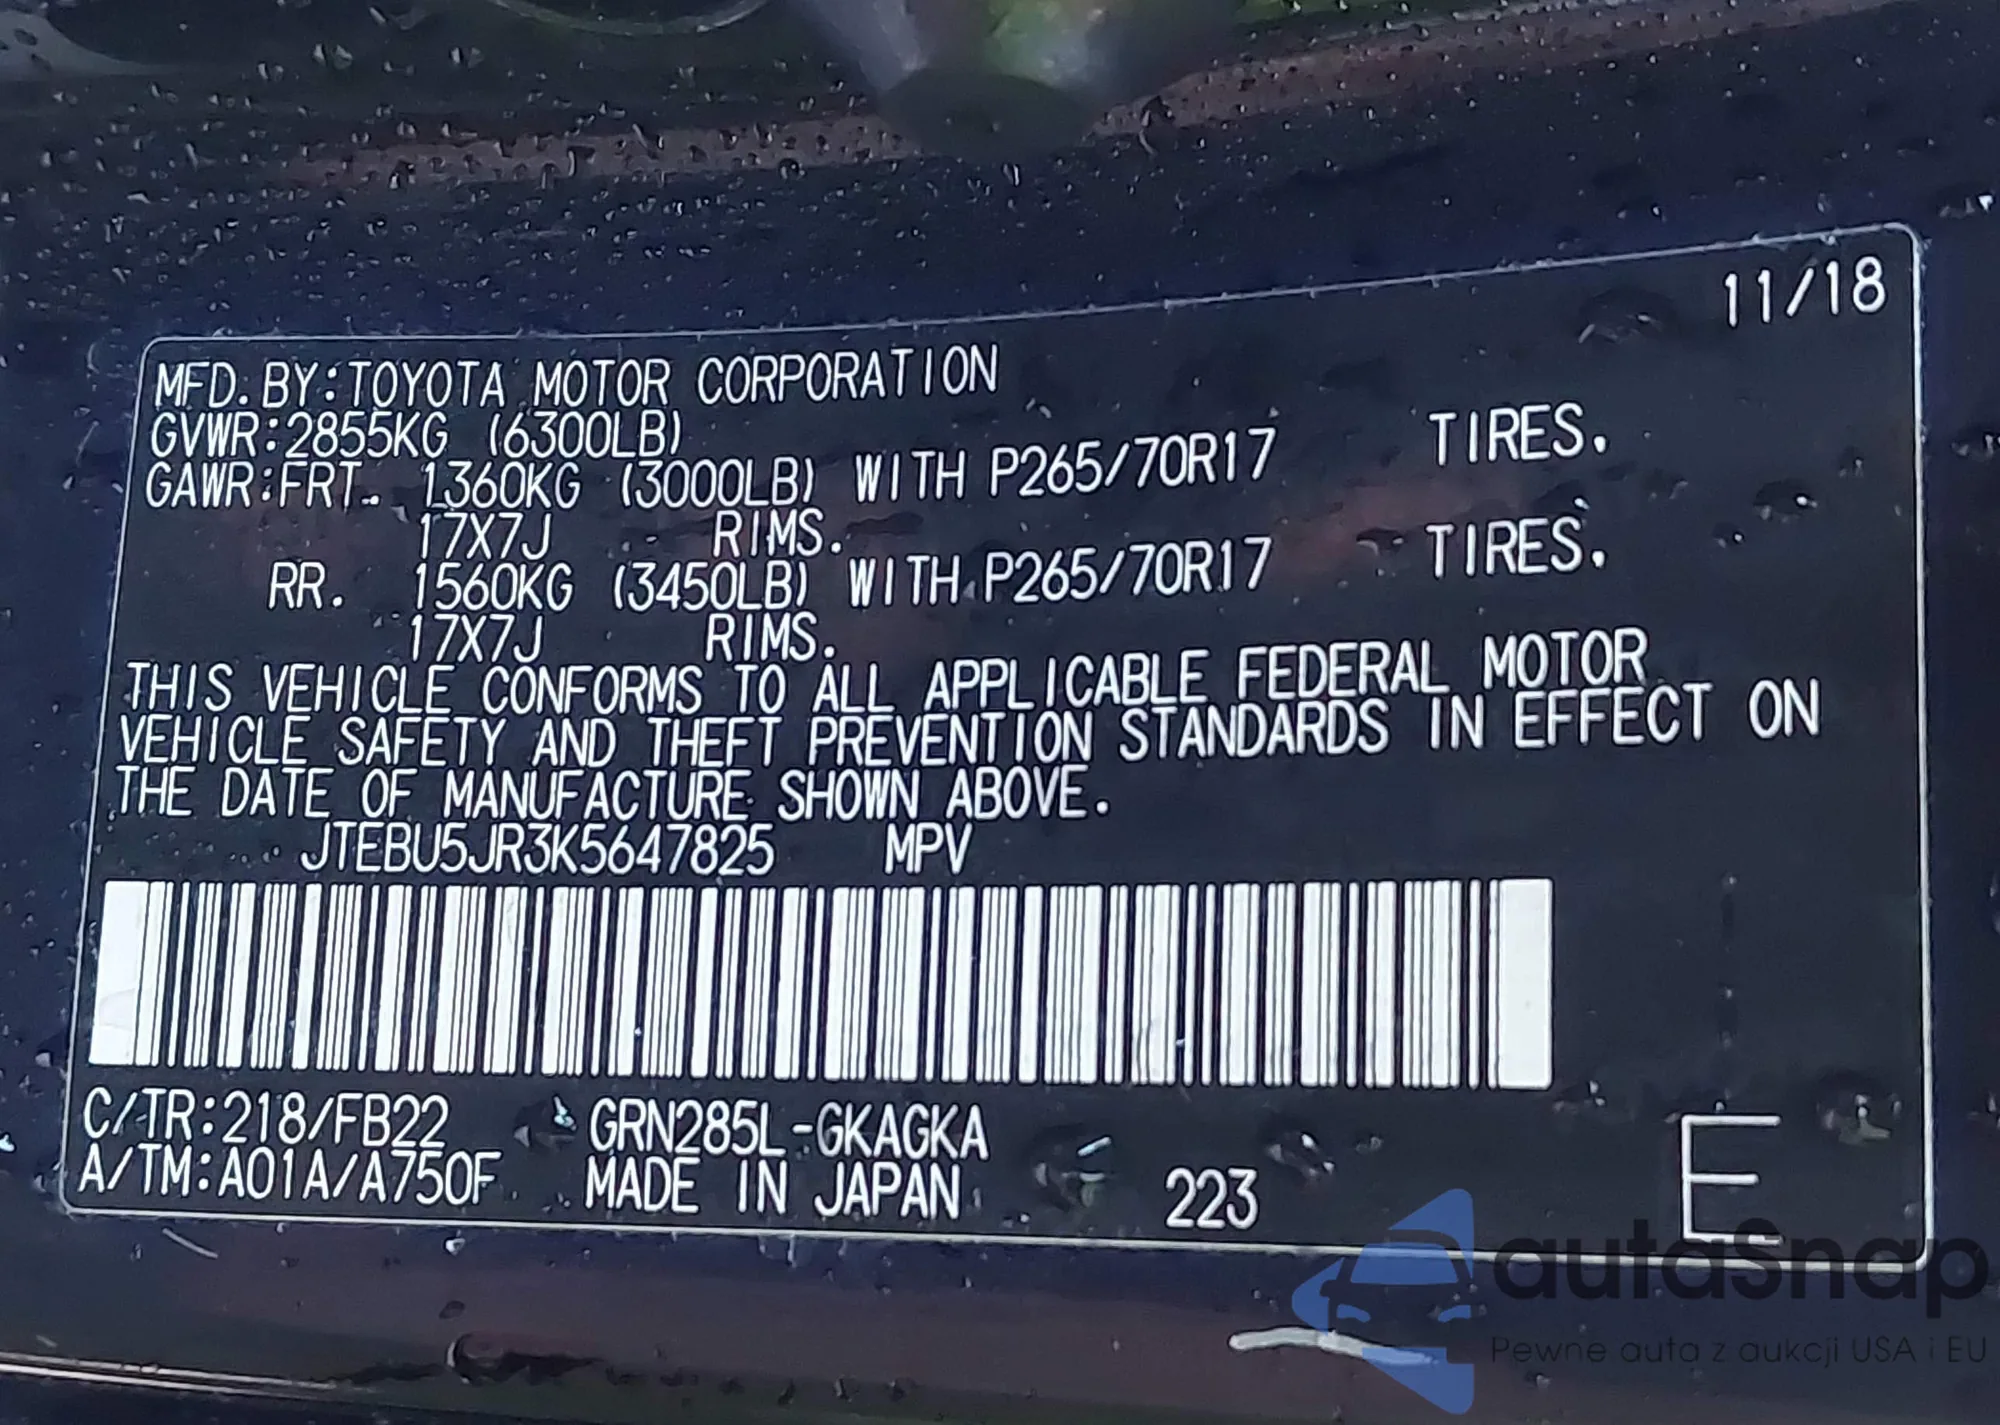 11/18
MFD. BY:TOYOTA MOTOR CORPORATION
GVWR:2855KG (6300LB)
GAWR:FRT. 1360KG (3000LB) WITH P265/70R17 TIRES.
17X7J RIMS.
RR. 1560KG (3450LB) WITH P265/70R17 TIRES.
17X7J RIMS.
THIS VEHICLE CONFORMS TO ALL APPLICABLE FEDERAL MOTOR
VEHICLE SAFETY AND THEFT PREVENTION STANDARDS IN EFFECT ON
THE DATE OF MANUFACTURE SHOWN ABOVE.
JTEBU5JR3K5647825 MPV
C/TR:218/FB22 GRN285L-GKAGKA
A/TM:A01A/A750F MADE IN JAPAN 223 E
autaSnap
Pewne auta z aukcji USA i EU